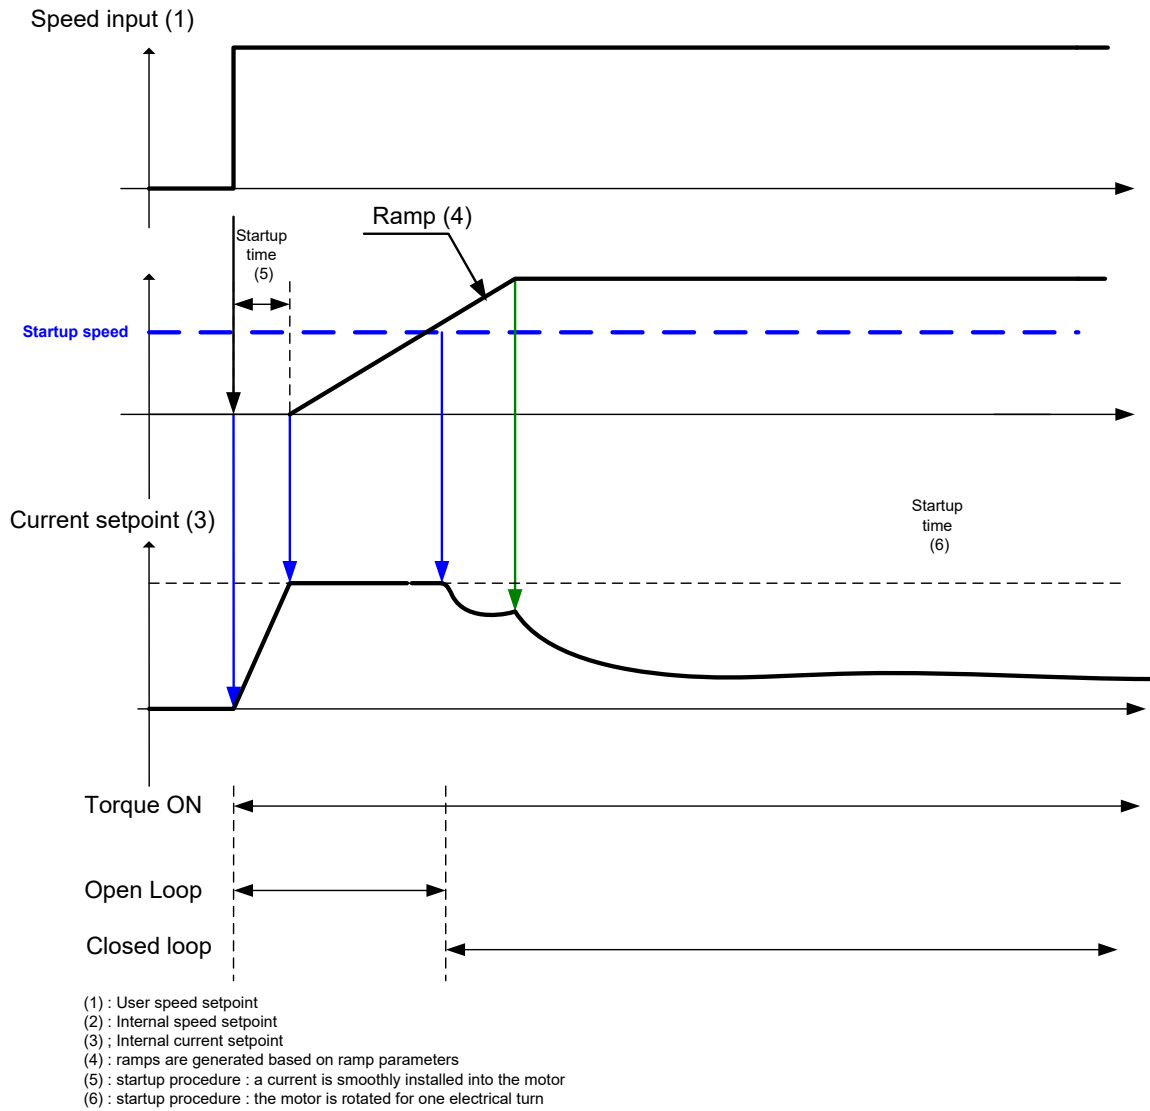 Speed input (1)
Ramp (4)
Startup
time
(5)
Startup speed
Current setpoint (3)
Startup
time
(6)
Torque ON
Open Loop
Closed loop
(1) : User speed setpoint
(2) : Internal speed setpoint
(3) ; Internal current setpoint
(4) : ramps are generated based on ramp parameters
(5) : startup procedure : a current is smoothly installed into the motor
(6) : startup procedure : the motor is rotated for one electrical turn